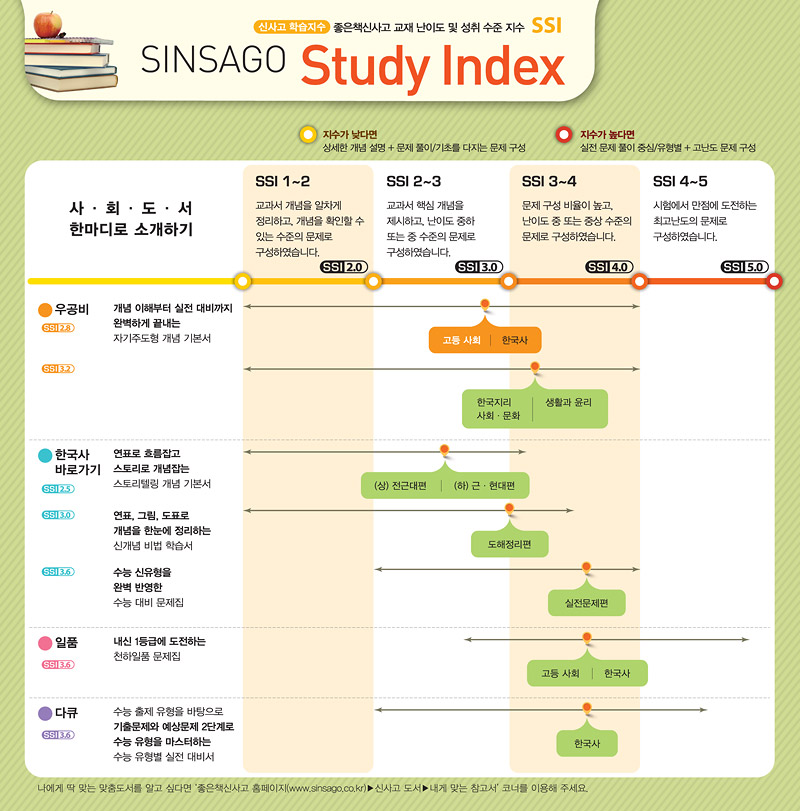 신사고 학습지수 좋은책신사고 교재 난이도 및 성취 수준 지수 SSI
SINSAGO Study Index
지수가 낮다면
상세한 개념 설명 + 문제 풀이/기초를 다지는 문제 구성
지수가 높다면
실전 문제 풀이 중심/유형별 + 고난도 문제 구성
사·회·도·서
한마디로 소개하기
SSI 1~2
교과서 개념을 알차게
정리하고, 개념을 확인할 수
있는 수준의 문제로
구성하였습니다.
SSI 2.0
SSI 2~3
교과서 핵심 개념을
제시하고, 난이도 중하
또는 중 수준의 문제로
구성하였습니다.
SSI 3.0
SSI 3~4
문제 구성 비율이 높고,
난이도 중 또는 중상 수준의
문제로 구성하였습니다.
SSI 4.0
SSI 4~5
시험에서 만점에 도전하는
최고난도의 문제로
구성하였습니다.
SSI 5.0
우공비
SSI 2.8
개념 이해부터 실전 대비까지
완벽하게 끝내는
자기주도형 개념 기본서
고등 사회 | 한국사
SSI 3.2
한국지리
사회·문화
생활과 윤리
한국사
바로가기
SSI 2.5
연표로 흐름잡고
스토리로 개념잡는
스토리텔링 개념 기본서
(상) 전근대편 | (하) 근·현대편
SSI 3.0
연표, 그림, 도표로
개념을 한눈에 정리하는
신개념 비법 학습서
도해정리편
SSI 3.6
수능 신유형을
완벽 반영한
수능 대비 문제집
실전문제편
일품
SSI 3.6
내신 1등급에 도전하는
천하일품 문제집
고등 사회 | 한국사
다큐
SSI 3.6
수능 출제 유형을 바탕으로
기출문제와 예상문제 2단계로
수능 유형을 마스터하는
수능 유형별 실전 대비서
한국사
나에게 딱 맞는 맞춤도서를 알고 싶다면 '좋은책신사고 홈페이지(www.sinsago.co.kr)▶신사고 도서▶내게 맞는 참고서' 코너를 이용해 주세요.